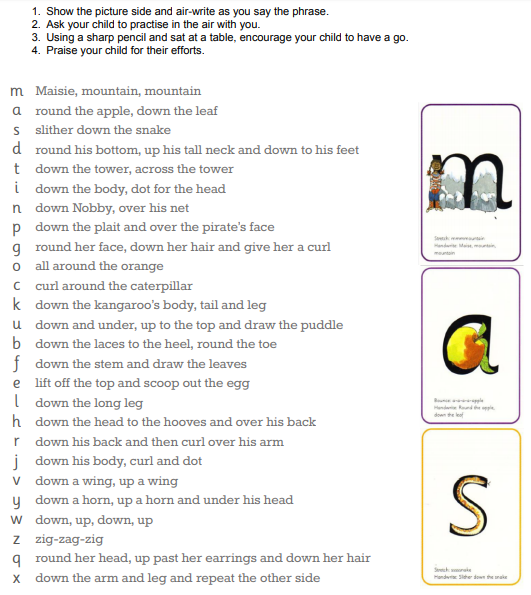 1. Show the picture side and air-write as you say the phrase.
2. Ask your child to practise in the air with you.
3. Using a sharp pencil and sat at a table, encourage your child to have a go.
4. Praise your child for their efforts.
m Maisie, mountain, mountain
a round the apple, down the leaf
s slither down the snake
d round his bottom, up his tall neck and down to his feet
t down the tower, across the tower
i down the body, dot for the head
n down Nobby, over his net
p down the plait and over the pirate's face
g round her face, down her hair and give her a curl
o all around the orange
c curl around the caterpillar
k down the kangaroo's body, tail and leg
u down and under, up to the top and draw the puddle
b down the laces to the heel, round the toe
f down the stem and draw the leaves
e lift off the top and scoop out the egg
l down the long leg
h down the head to the hooves and over his back
r down his back and then curl over his arm
j down his body, curl and dot
v down a wing, up a wing
y down a horn, up a horn and under his head
w down, up, down, up
z zig-zag-zig
q round her head, up past her earrings and down her hair
x down the arm and leg and repeat the other side
m
Stretch: mmmmountain
Handwrite: Maisie, mountain,
mountain
a
Bounce: a-a-a-a-apple
Handwrite: Round the apple,
down the leaf
s
Stretch: sssssnake
Handwrite: Slither down the snake